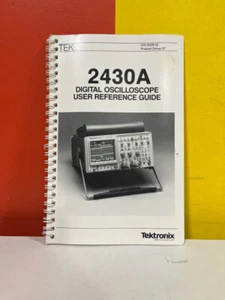 TEK
2430A
DIGITAL OSCILLOSCOPE
USER REFERENCE GUIDE
Tektronix